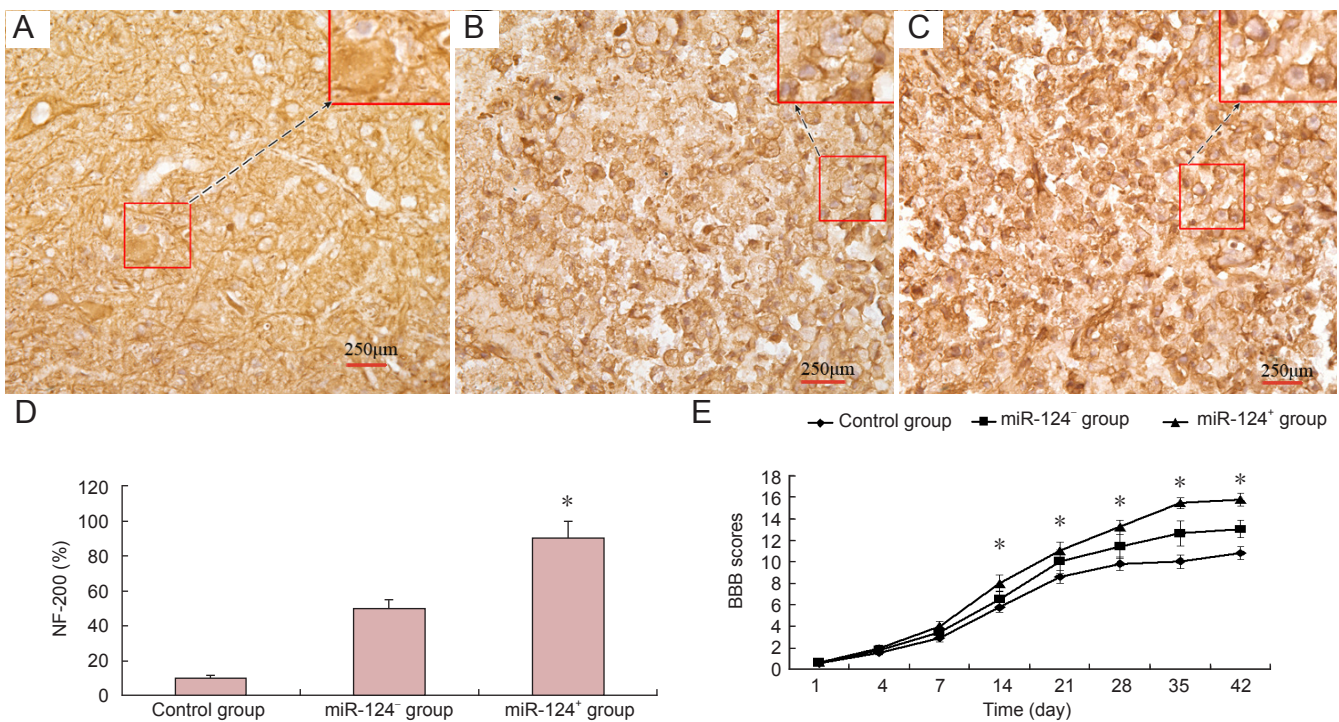 A
B
C
250μm
250μm
250μm
D
E
Control group
miR-124⁻ group
miR-124⁺ group
NF-200 (%)
120
100
80
60
40
20
0
*
Control group
miR-124⁻ group
miR-124⁺ group
BBB scores
18
16
14
12
10
8
6
4
2
0
* * * * *
1 4 7 14 21 28 35 42
Time (day)